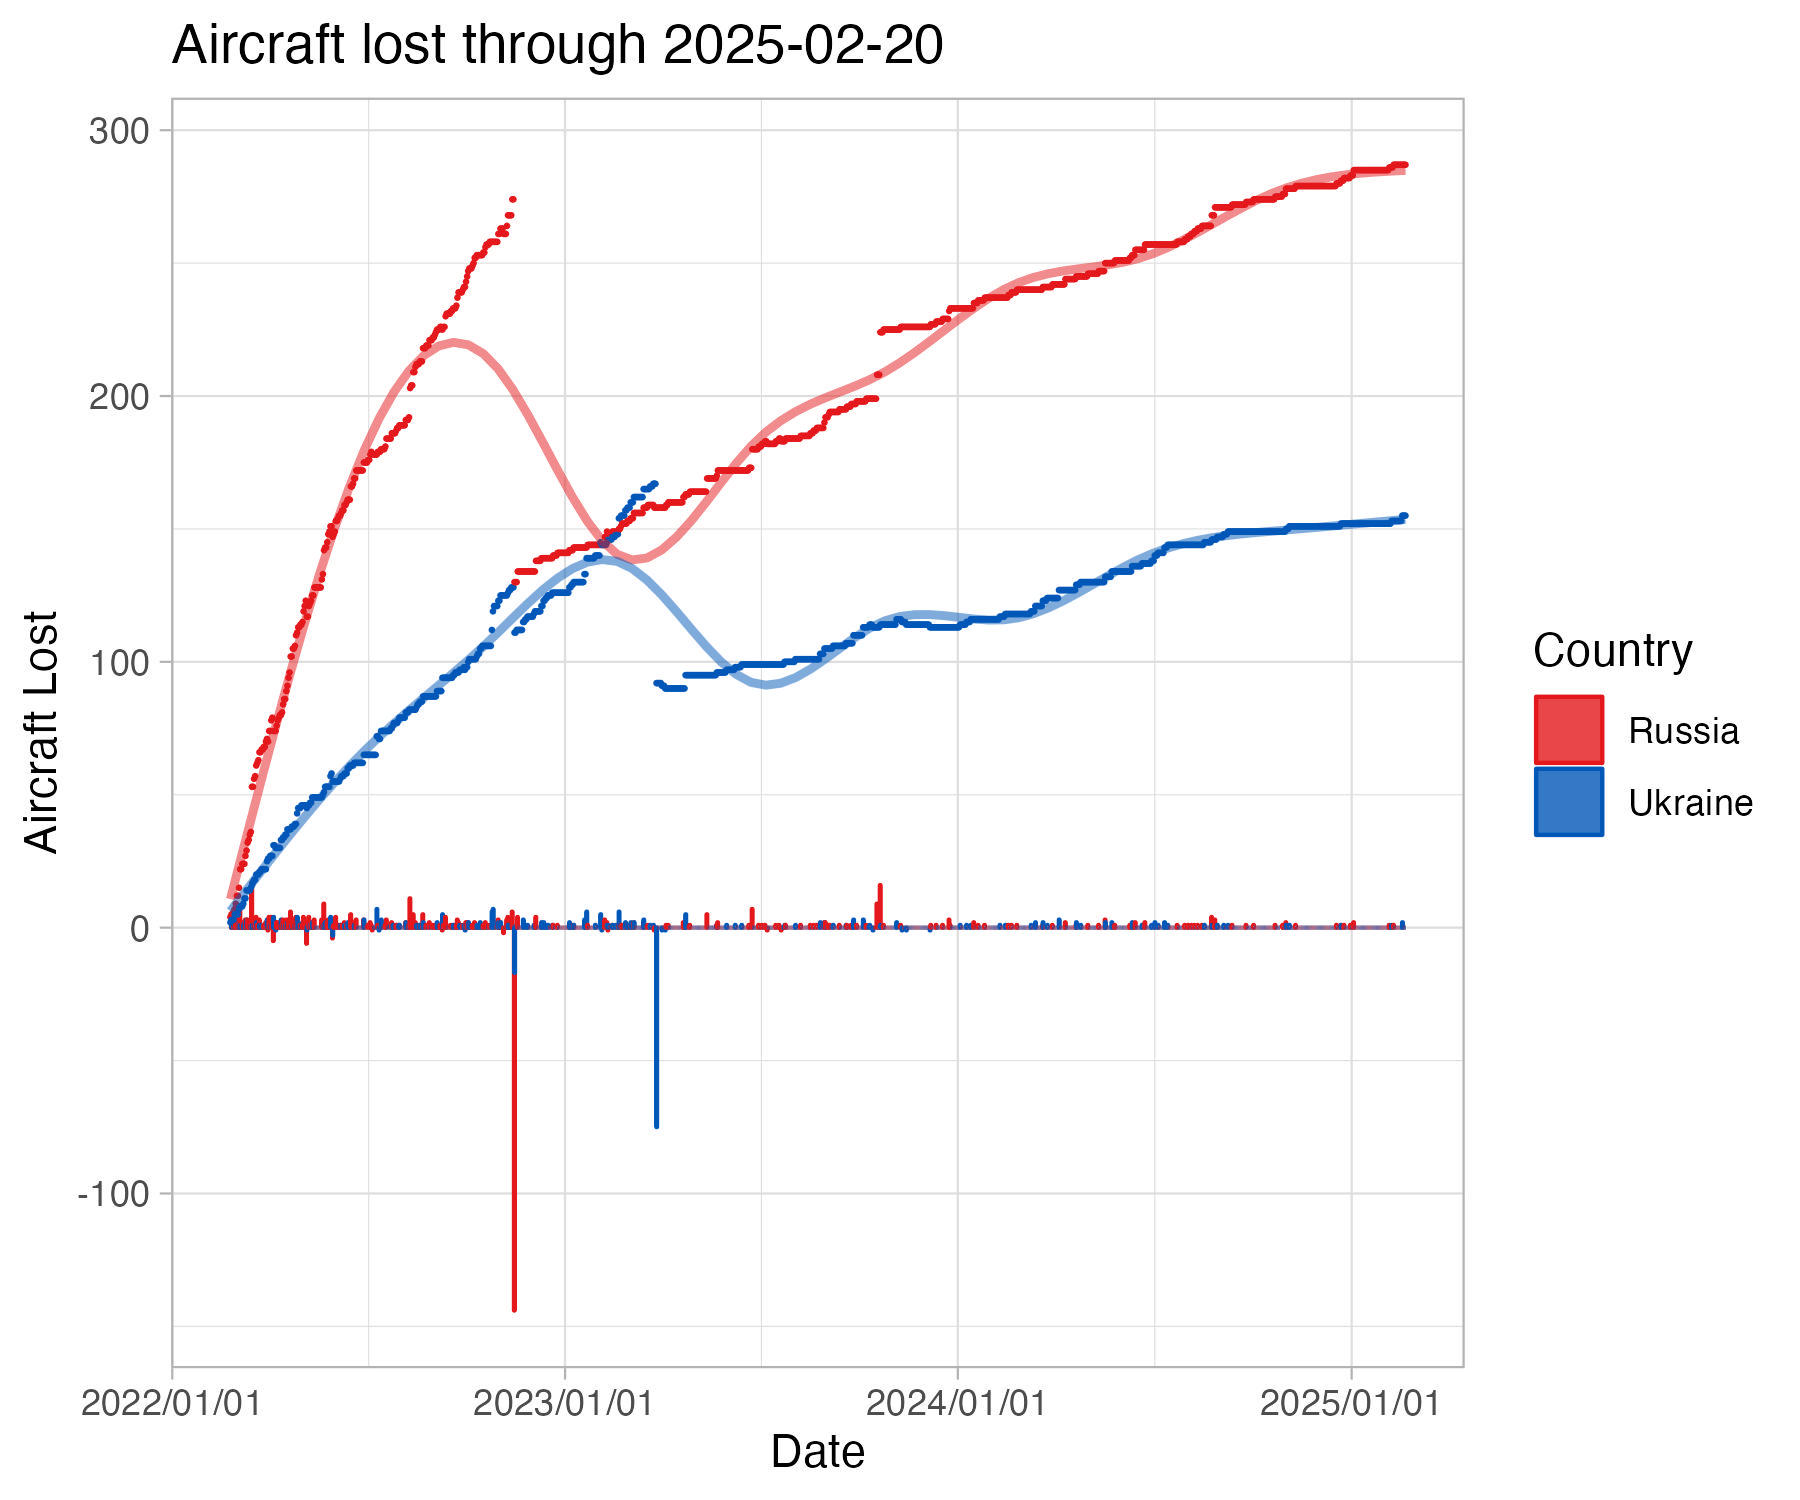 Aircraft lost through 2025-02-20
300
200
100
0
-100
Aircraft Lost
2022/01/01
2023/01/01
2024/01/01
2025/01/01
Date
Country
Russia
Ukraine